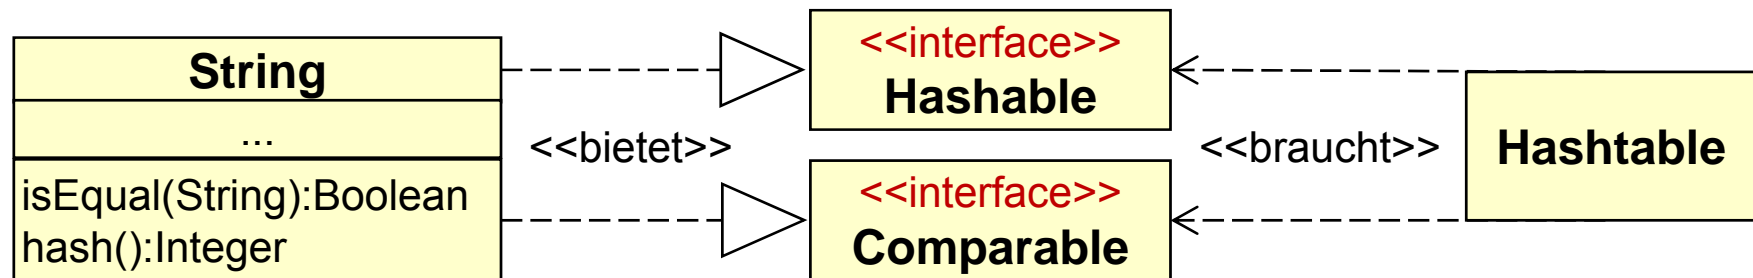 String
...
isEqual(String):Boolean
hash():Integer
<<bietet>>
<<interface>>
Hashable
<<interface>>
Comparable
<<braucht>>
Hashtable